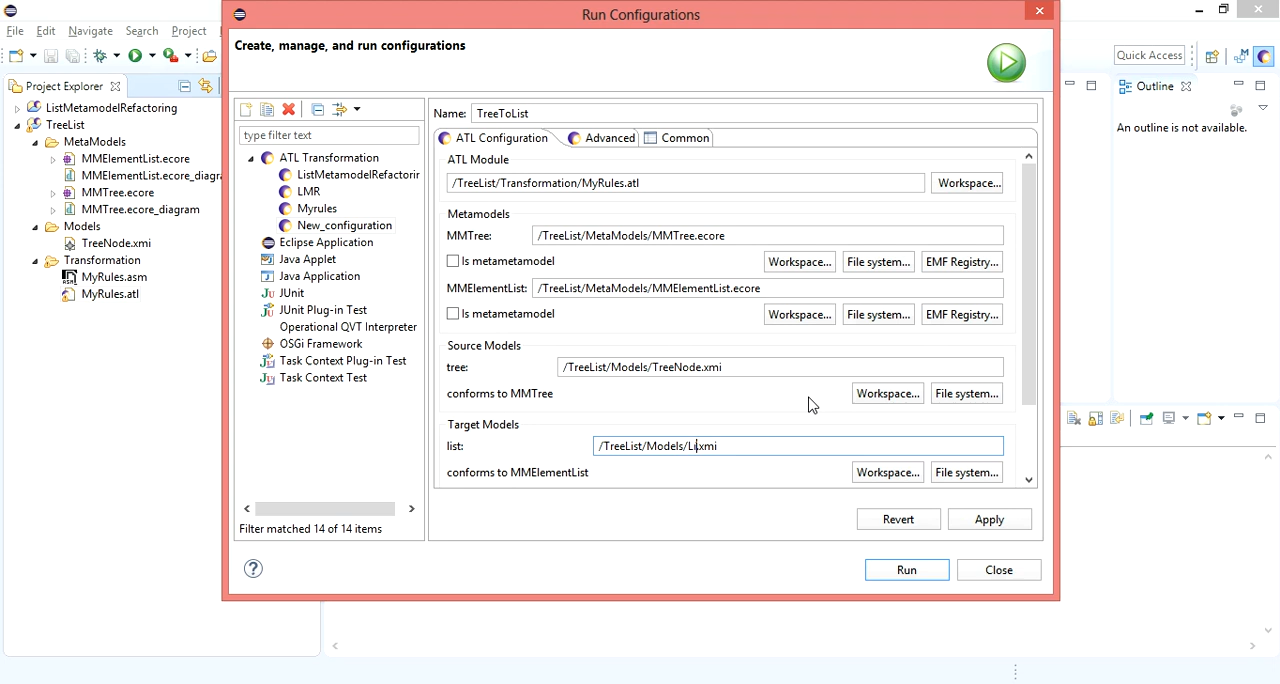 Run Configurations
File Edit Navigate Search Project
Create, manage, and run configurations
Quick Access
Project Explorer
ListMetamodelRefactoring
TreeList
MetaModels
MMElementList.ecore
MMElementList.ecore_diagra
MMTree.ecore
MMTree.ecore_diagram
Models
TreeNode.xmi
Transformation
MyRules.asm
MyRules.atl
type filter text
ATL Transformation
ListMetamodelRefactorin
LMR
Myrules
New_configuration
Eclipse Application
Java Applet
Java Application
JUnit
JUnit Plug-in Test
Operational QVT Interpreter
OSGi Framework
Task Context Plug-in Test
Task Context Test
Filter matched 14 of 14 items
Name: TreeToList
ATL Configuration Advanced Common
ATL Module
/TreeList/Transformation/MyRules.atl Workspace...
Metamodels
MMTree: /TreeList/MetaModels/MMTree.ecore
Is metametamodel Workspace... File system... EMF Registry...
MMElementList: /TreeList/MetaModels/MMElementList.ecore
Is metametamodel Workspace... File system... EMF Registry...
Source Models
tree: /TreeList/Models/TreeNode.xmi
conforms to MMTree Workspace... File system...
Target Models
list: /TreeList/Models/Li.xmi
conforms to MMElementList Workspace... File system...
Revert Apply
Run Close
Outline
An outline is not available.